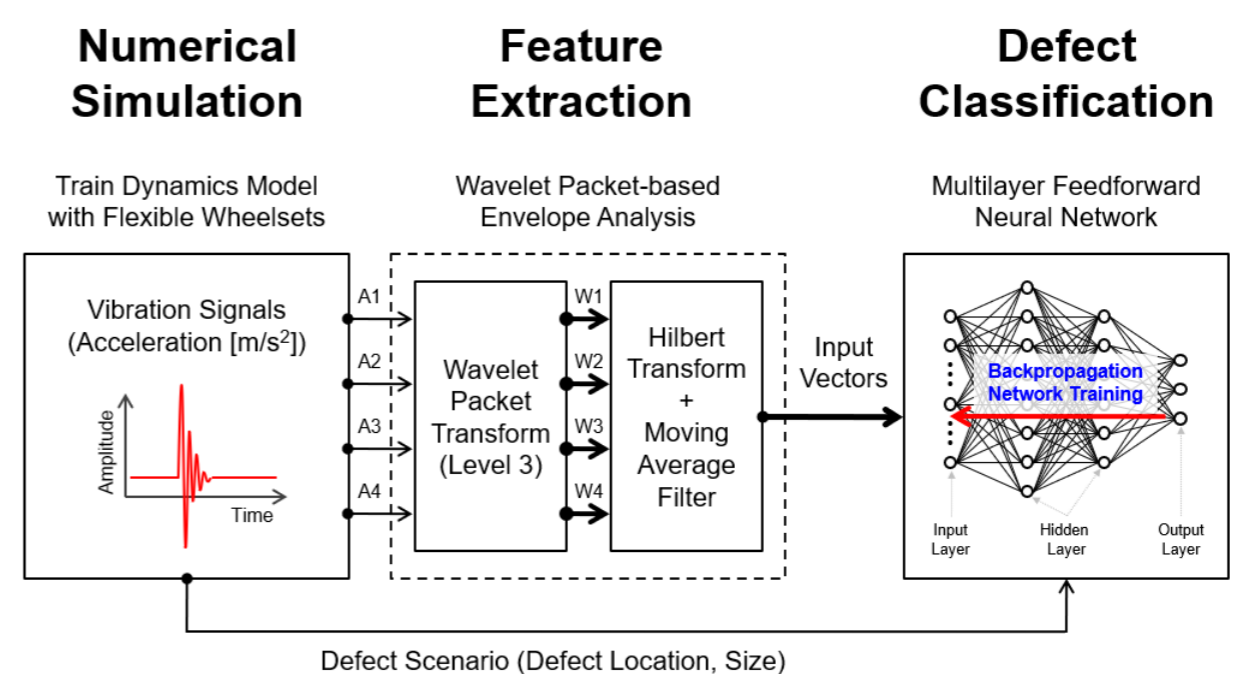 Numerical
Simulation
Feature
Extraction
Defect
Classification
Train Dynamics Model
with Flexible Wheelsets
Wavelet Packet-based
Envelope Analysis
Multilayer Feedforward
Neural Network
Vibration Signals
(Acceleration [m/s²])
Amplitude
Time
A1
A2
A3
A4
Wavelet
Packet
Transform
(Level 3)
W1
W2
W3
W4
Hilbert
Transform
+
Moving
Average
Filter
Input
Vectors
Backpropagation
Network Training
Input
Layer
Hidden
Layer
Output
Layer
Defect Scenario (Defect Location, Size)